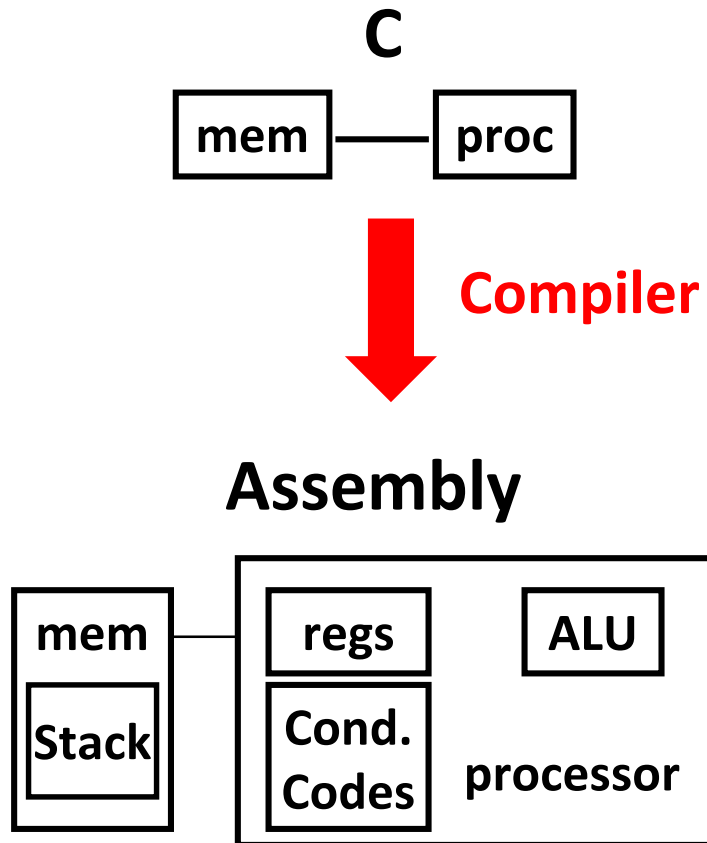 C
mem
proc
Compiler
Assembly
mem
regs
ALU
Stack
Cond.
Codes
processor